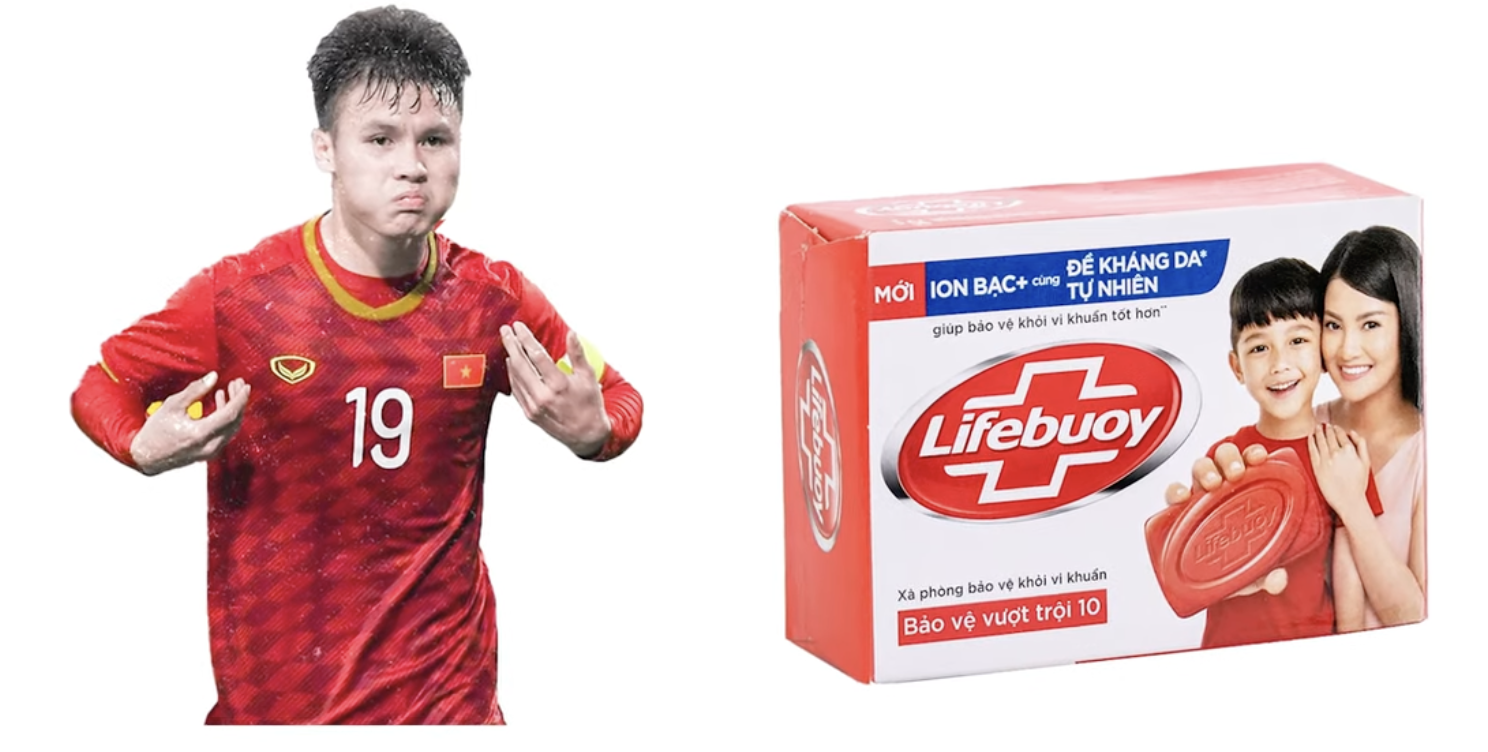 19
MỚI
ION BẠC+ cùng ĐỀ KHÁNG DA*
TỰ NHIÊN
giúp bảo vệ khỏi vi khuẩn tốt hơn**
Lifebuoy
Lifebuoy
Lifebuoy
Xà phòng bảo vệ khỏi vi khuẩn
Bảo vệ vượt trội 10